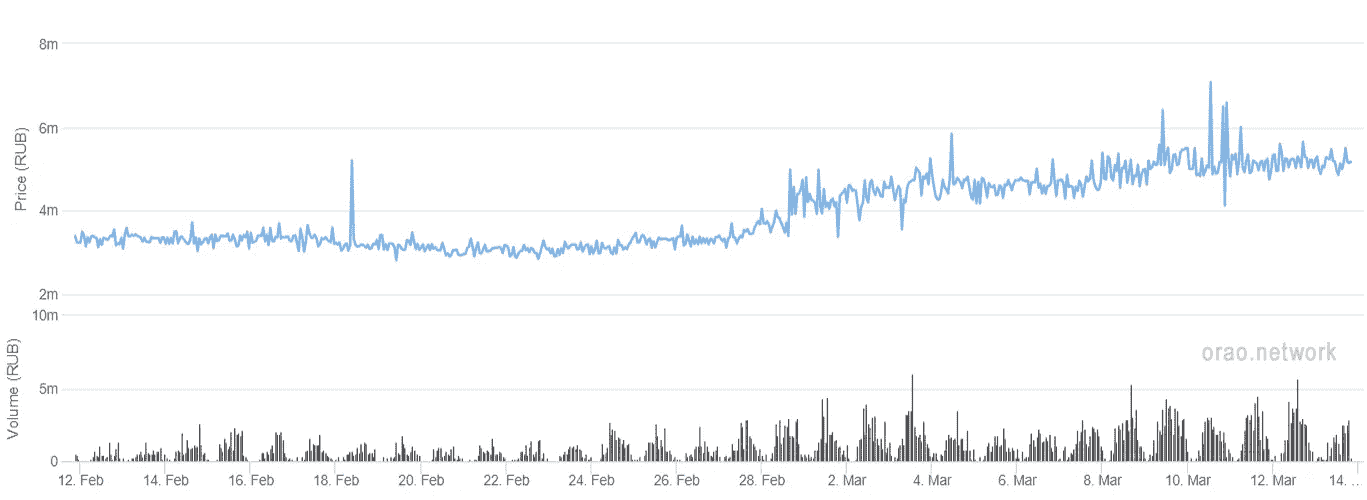 8m
6m
4m
2m
Price (RUB)
10m
5m
0
Volume (RUB)
orao.network
12. Feb 14. Feb 16. Feb 18. Feb 20. Feb 22. Feb 24. Feb 26. Feb 28. Feb 2. Mar 4. Mar 6. Mar 8. Mar 10. Mar 12. Mar 14. ...